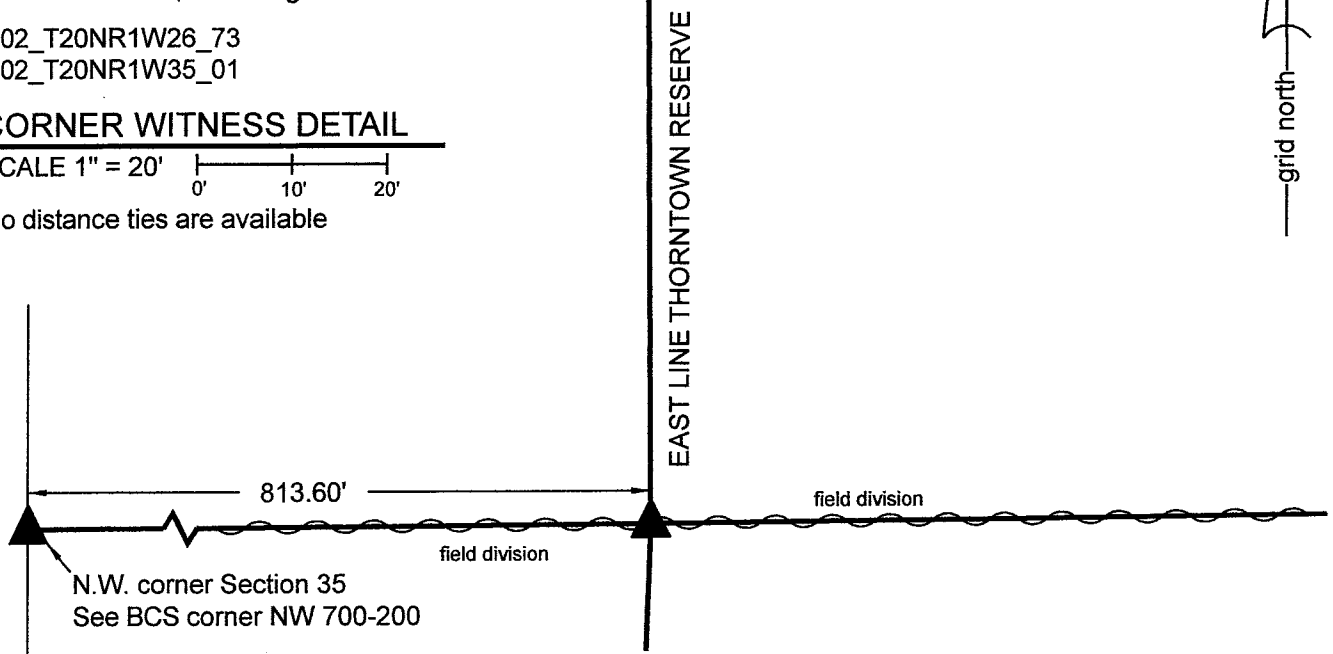 02_T20NR1W26_73
02_T20NR1W35_01
CORNER WITNESS DETAIL
SCALE 1" = 20'
0' 10' 20'
o distance ties are available
EAST LINE THORNTOWN RESERVE
grid north
813.60'
field division
field division
N.W. corner Section 35
See BCS corner NW 700-200